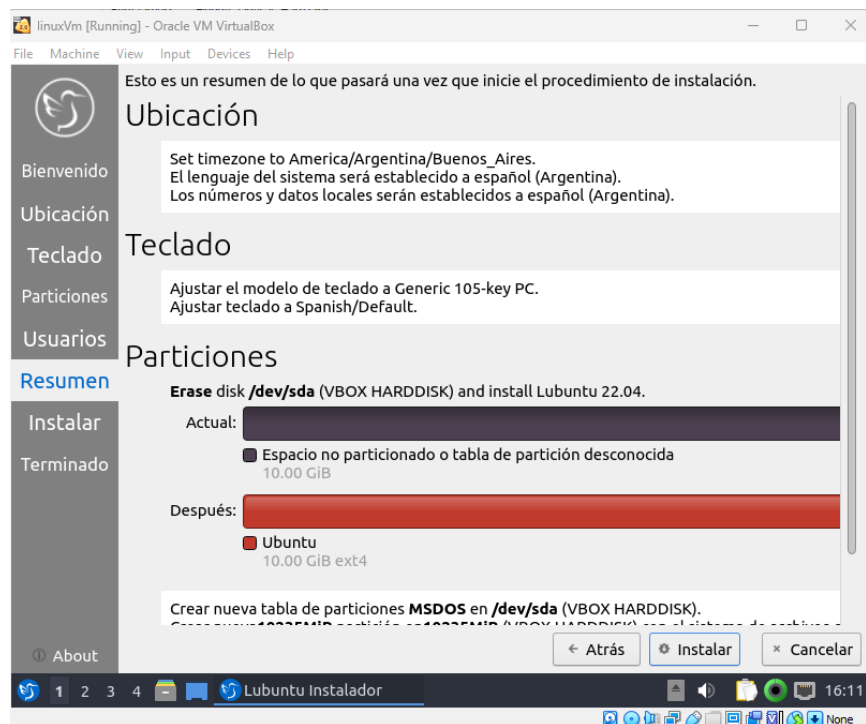 linuxVm [Running] - Oracle VM VirtualBox
File Machine View Input Devices Help
Esto es un resumen de lo que pasará una vez que inicie el procedimiento de instalación.
Bienvenido
Ubicación
Teclado
Particiones
Usuarios
Resumen
Instalar
Terminado
About
Ubicación
Set timezone to America/Argentina/Buenos_Aires.
El lenguaje del sistema será establecido a español (Argentina).
Los números y datos locales serán establecidos a español (Argentina).
Teclado
Ajustar el modelo de teclado a Generic 105-key PC.
Ajustar teclado a Spanish/Default.
Particiones
Erase disk /dev/sda (VBOX HARDDISK) and install Lubuntu 22.04.
Actual:
Espacio no particionado o tabla de partición desconocida
10.00 GiB
Después:
Ubuntu
10.00 GiB ext4
Crear nueva tabla de particiones MSDOS en /dev/sda (VBOX HARDDISK).
Atrás
Instalar
Cancelar
1 2 3 4
Lubuntu Instalador
16:11
None